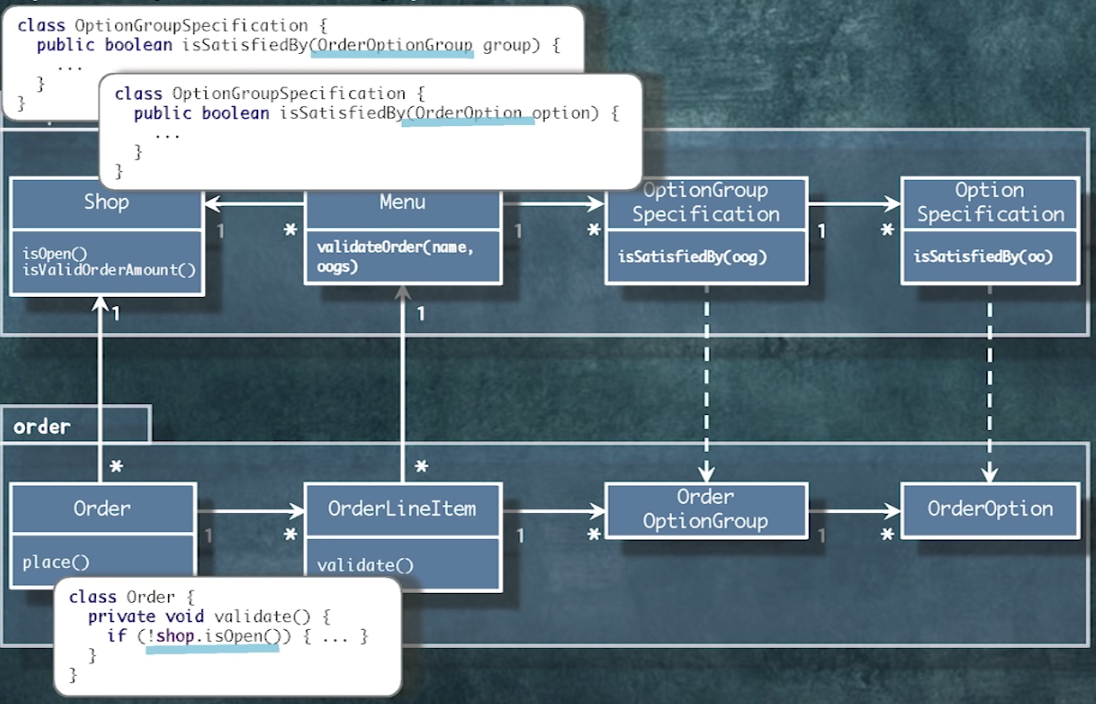 class OptionGroupSpecification {
public boolean isSatisfiedBy(OrderOptionGroup group) {
...
}
}
class OptionGroupSpecification {
public boolean isSatisfiedBy(OrderOption option) {
...
}
}
Shop
isOpen()
isValidOrderAmount()
1
*
Menu
validateOrder(name,
oogs)
1
*
OptionGroup
Specification
isSatisfiedBy(oog)
1
*
Option
Specification
isSatisfiedBy(oo)
1
1
order
*
*
Order
place()
1
*
OrderLineItem
validate()
1
*
Order
OptionGroup
1
*
OrderOption
class Order {
private void validate() {
if (!shop.isOpen()) { ... }
}
}